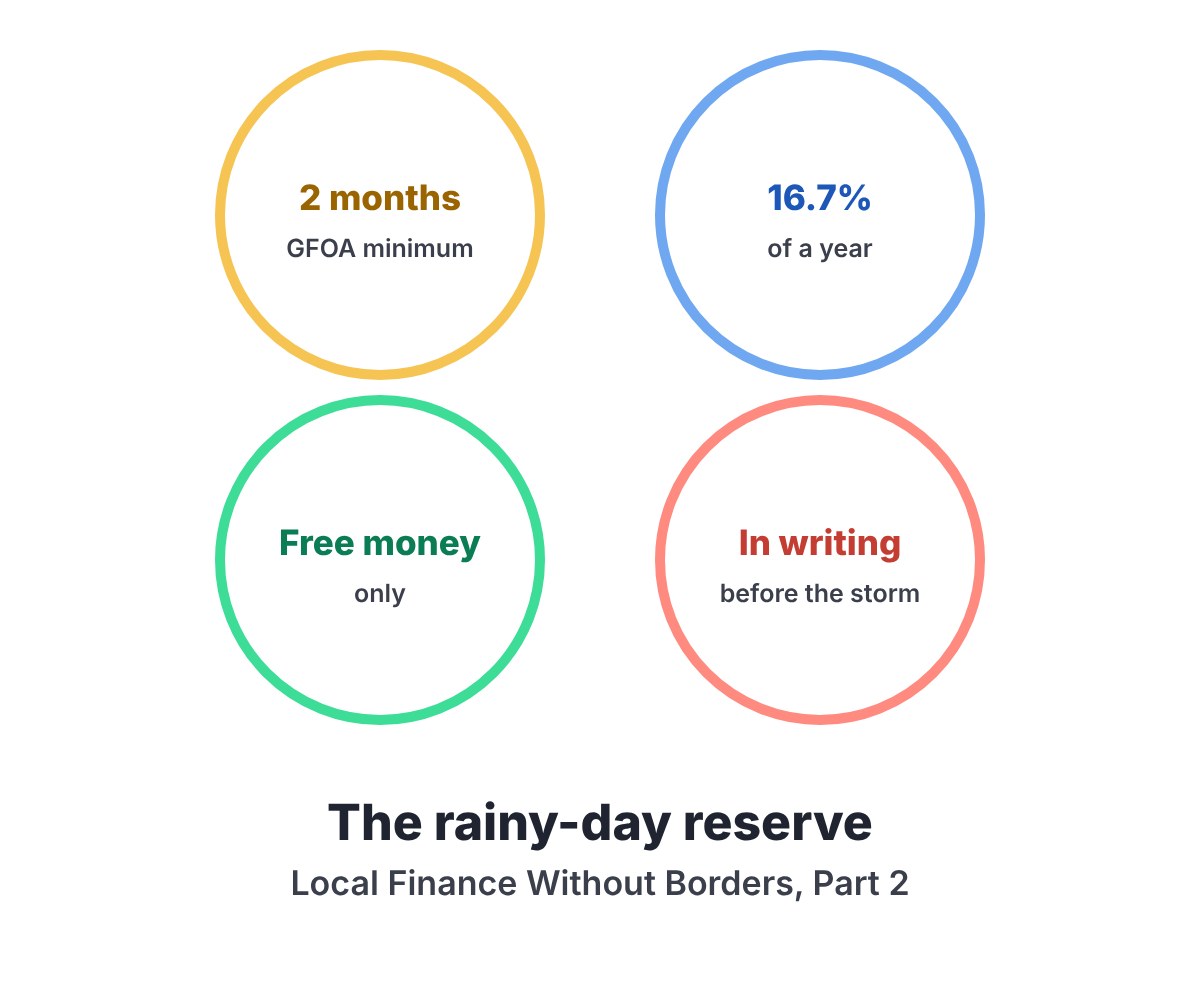 2 months
GFOA minimum
16.7%
of a year
Free money
only
In writing
before the storm
The rainy-day reserve
Local Finance Without Borders, Part 2